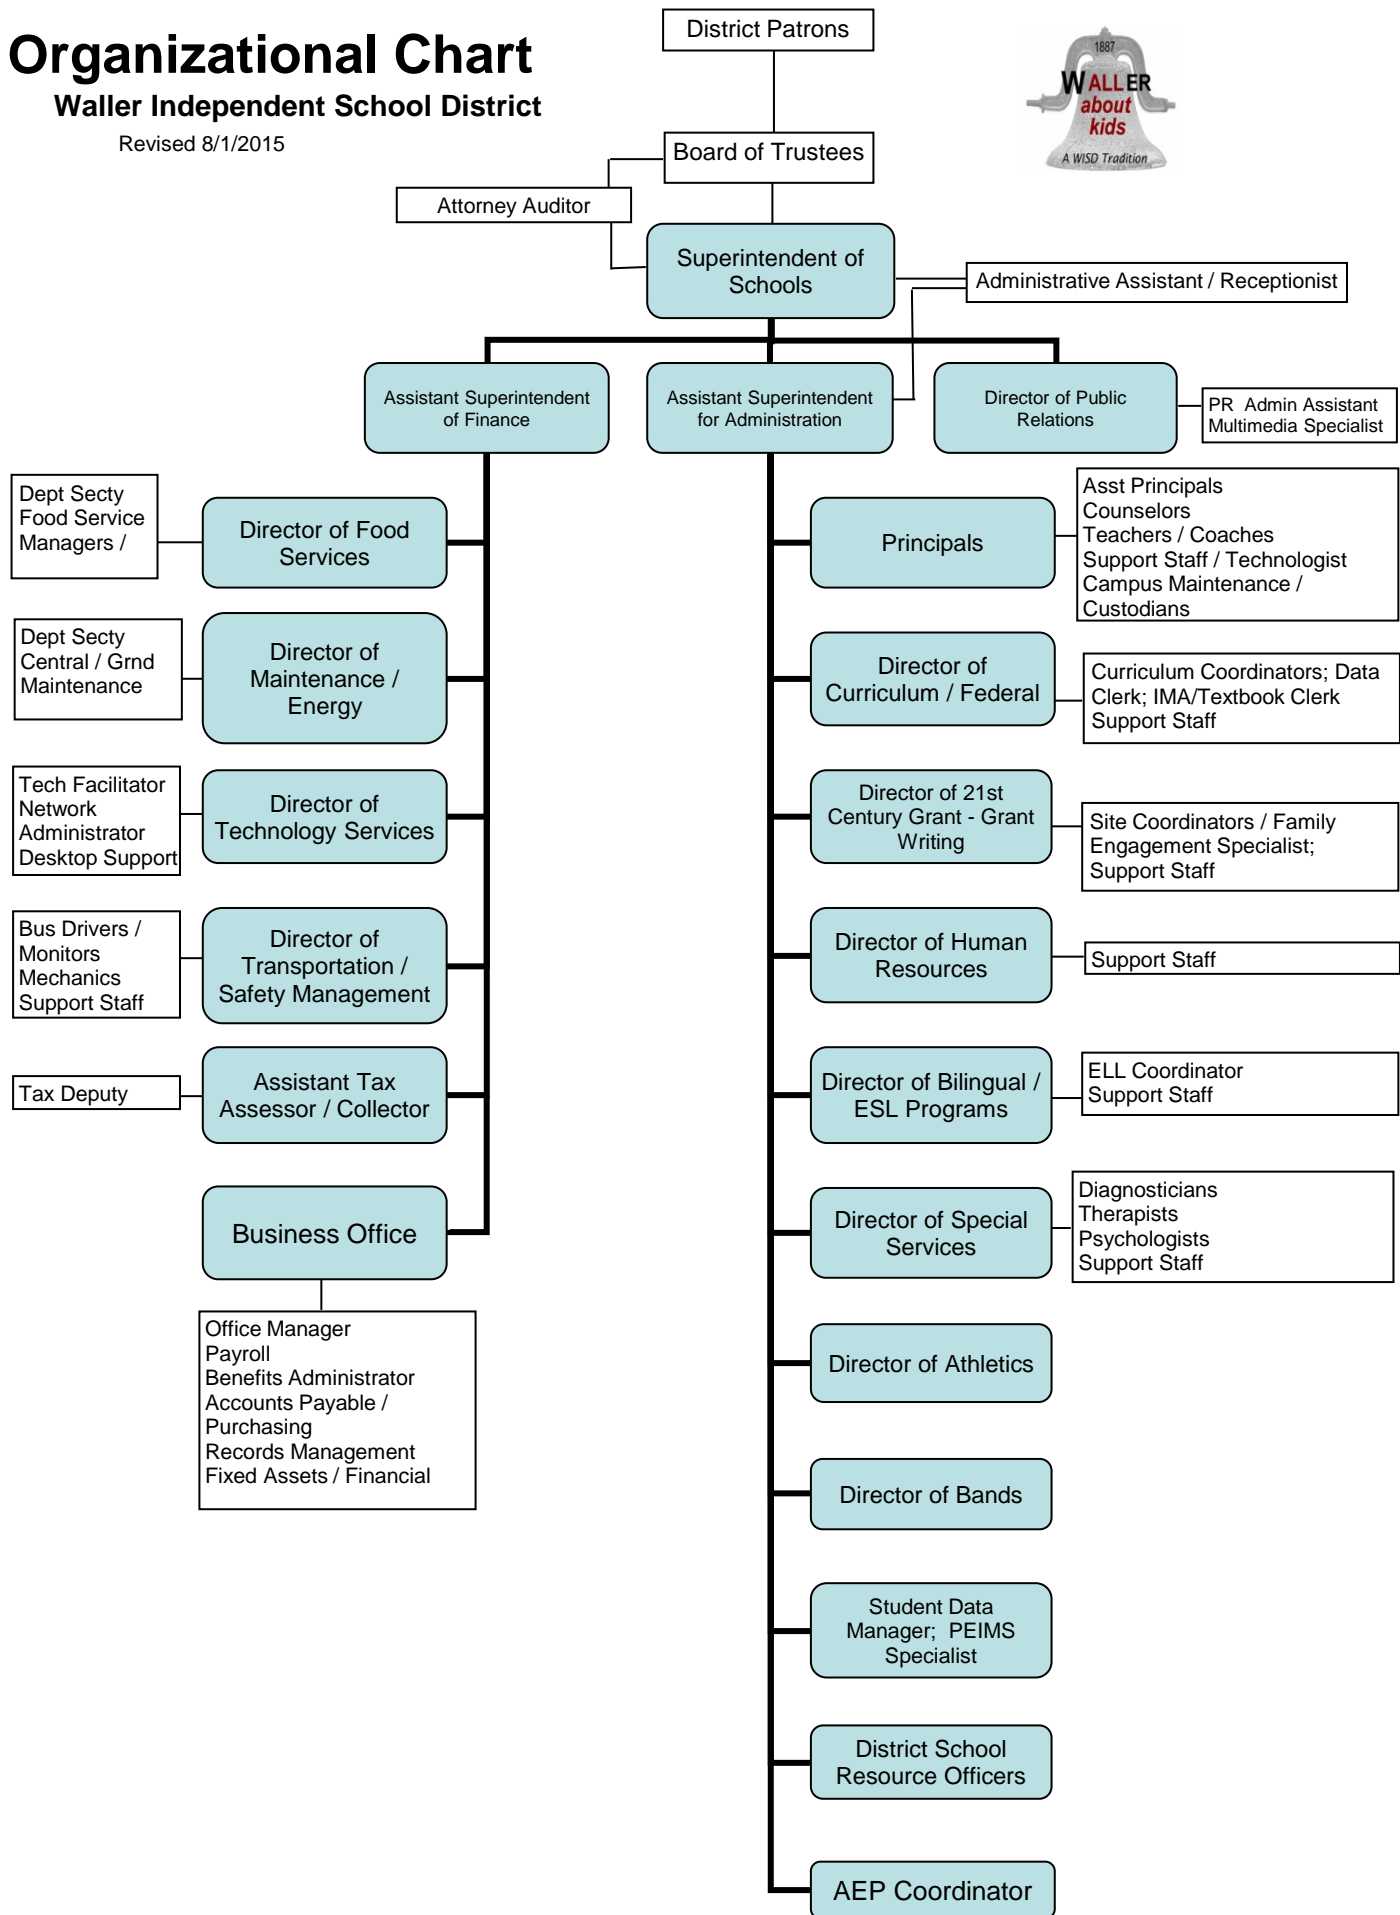 Organizational Chart
Waller Independent School District
Revised 8/1/2015
District Patrons
1887
WALLER
about
kids
A WISD Tradition
Board of Trustees
Attorney Auditor
Superintendent of
Schools
Administrative Assistant / Receptionist
Assistant Superintendent
of Finance
Assistant Superintendent
for Administration
Director of Public
Relations
PR  Admin Assistant
Multimedia Specialist
Dept Secty
Food Service
Managers /
Director of Food
Services
Dept Secty
Central / Grnd
Maintenance
Director of
Maintenance /
Energy
Tech Facilitator
Network
Administrator
Desktop Support
Director of
Technology Services
Bus Drivers /
Monitors
Mechanics
Support Staff
Director of
Transportation /
Safety Management
Tax Deputy
Assistant Tax
Assessor / Collector
Business Office
Office Manager
Payroll
Benefits Administrator
Accounts Payable /
Purchasing
Records Management
Fixed Assets / Financial
Principals
Asst Principals
Counselors
Teachers / Coaches
Support Staff / Technologist
Campus Maintenance /
Custodians
Director of
Curriculum / Federal
Curriculum Coordinators; Data
Clerk; IMA/Textbook Clerk
Support Staff
Director of 21st
Century Grant - Grant
Writing
Site Coordinators / Family
Engagement Specialist;
Support Staff
Director of Human
Resources
Support Staff
Director of Bilingual /
ESL Programs
ELL Coordinator
Support Staff
Director of Special
Services
Diagnosticians
Therapists
Psychologists
Support Staff
Director of Athletics
Director of Bands
Student Data
Manager;  PEIMS
Specialist
District School
Resource Officers
AEP Coordinator